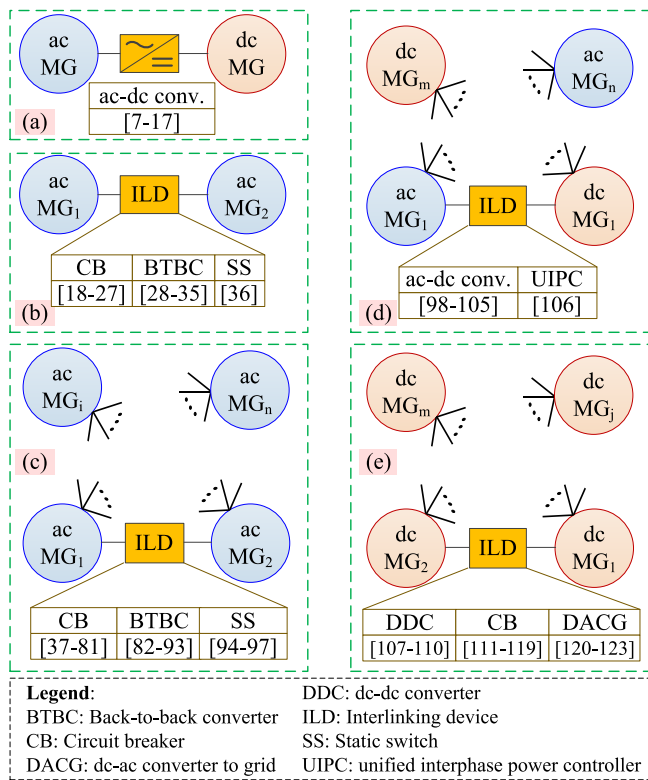 ac
MG
dc
MG
ac-dc conv.
[7-17]
(a)
ac
MG1
ILD
ac
MG2
CB BTBC SS
[18-27] [28-35] [36]
(b)
ac
MGi
ac
MGn
(c)
ac
MG1
ILD
ac
MG2
CB BTBC SS
[37-81] [82-93] [94-97]
dc
MGm
ac
MGn
ac
MG1
ILD
dc
MG1
ac-dc conv. UIPC
[98-105] [106]
(d)
dc
MGm
dc
MGj
(e)
dc
MG2
ILD
dc
MG1
DDC CB DACG
[107-110] [111-119] [120-123]
Legend:
BTBC: Back-to-back converter
CB: Circuit breaker
DACG: dc-ac converter to grid
DDC: dc-dc converter
ILD: Interlinking device
SS: Static switch
UIPC: unified interphase power controller